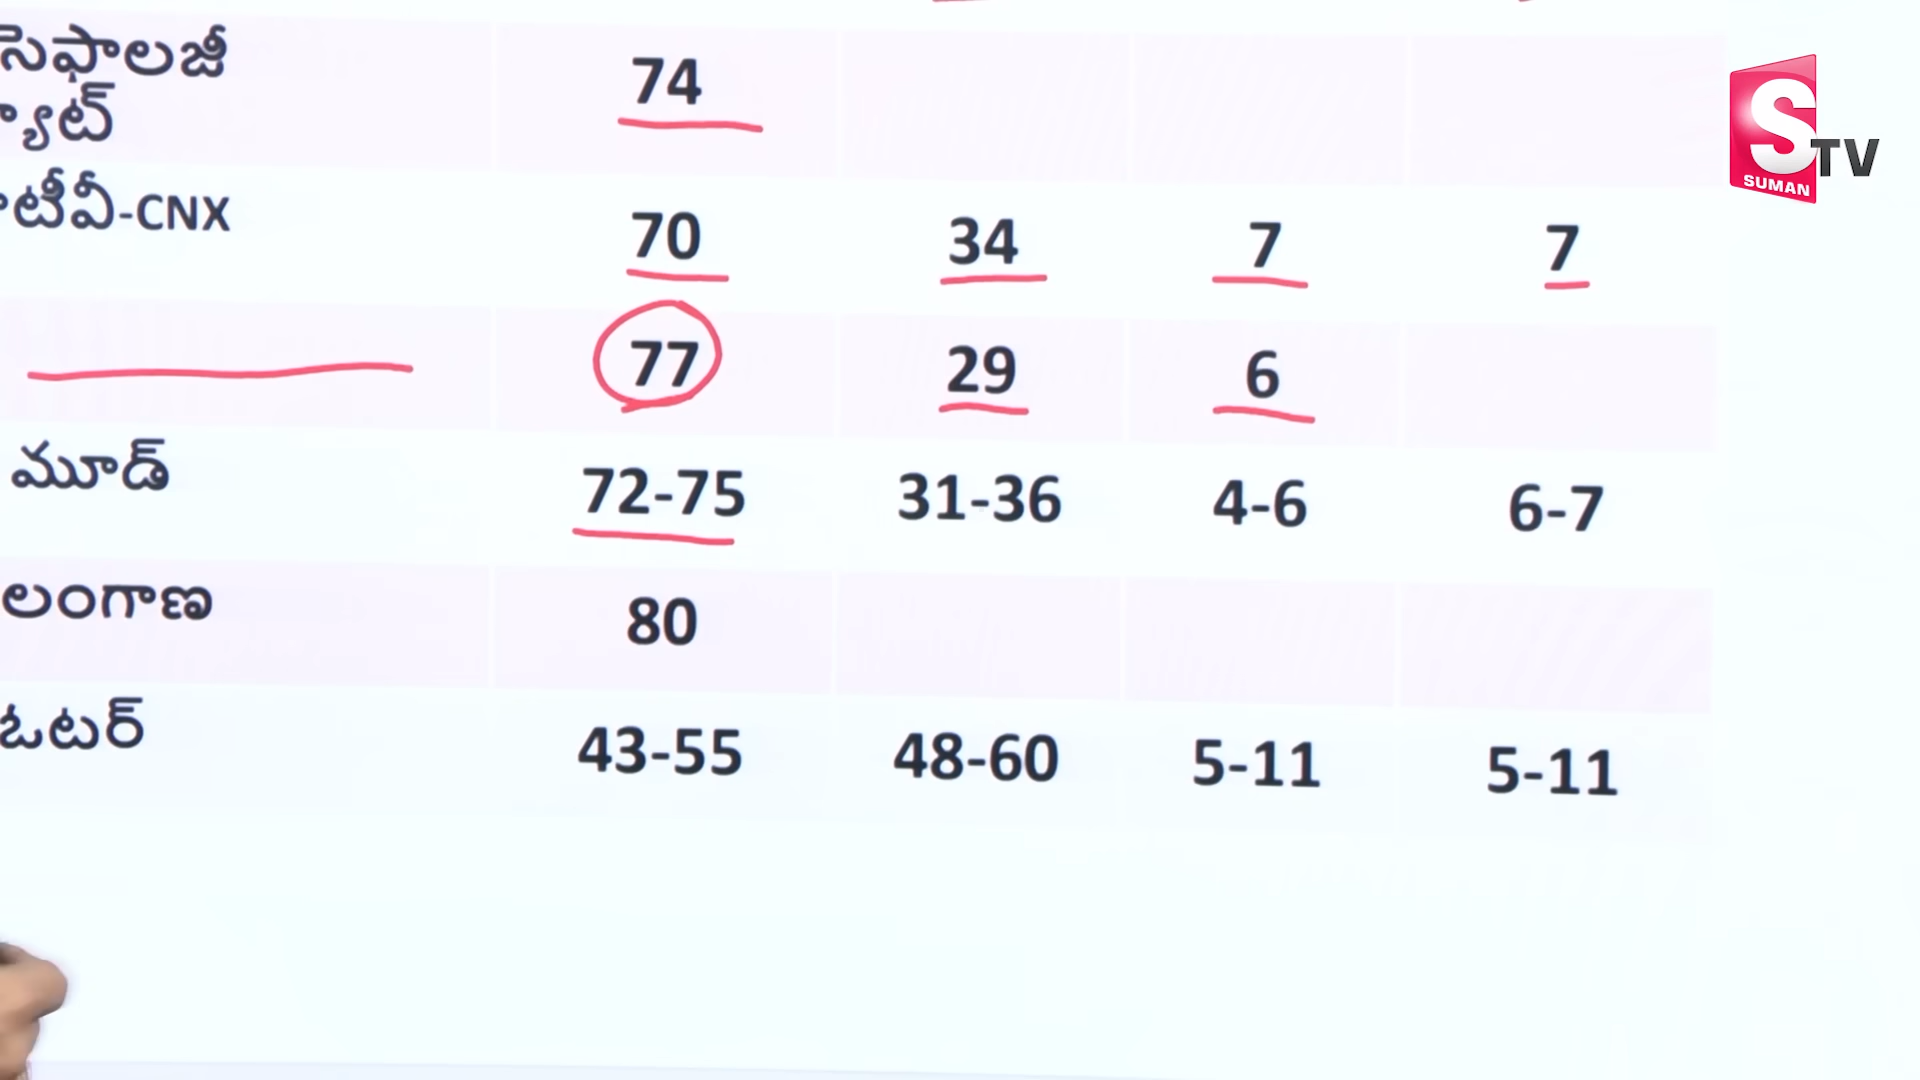 సెఫాలజీ 74
్యాట్
టీవీ-CNX 70 34 7 7
77 29 6
మూడ్ 72-75 31-36 4-6 6-7
లంగాణ 80
ఓటర్ 43-55 48-60 5-11 5-11
S TV
SUMAN